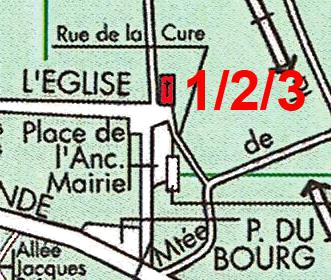 Rue de la Cure
L'EGLISE
1/2/3
Place de
l'Anc.
Mairie
de
NDE
Mtée
P. DU
BOURG
Allée
Jacques